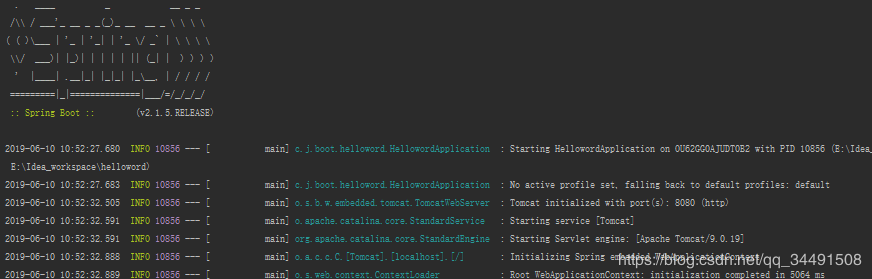 .   ____          _            __ _ _
 /\\ / ___'_ __ _ _(_)_ __  __ _ \ \ \ \
( ( )\___ | '_ | '_| | '_ \/ _` | \ \ \ \
 \\/  ___)| |_)| | | | | || (_| |  ) ) ) )
  '  |____| .__|_| |_|_| |_\__, | / / / /
 =========|_|==============|___/=/_/_/_/
 :: Spring Boot ::        (v2.1.5.RELEASE)
2019-06-10 10:52:27.680  INFO 10856 --- [           main] c.j.boot.helloword.HellowordApplication  : Starting HellowordApplication on OU62GGOAJUDTOB2 with PID 10856 (E:\Idea_
 E:\Idea_workspace\helloword)
2019-06-10 10:52:27.683  INFO 10856 --- [           main] c.j.boot.helloword.HellowordApplication  : No active profile set, falling back to default profiles: default
2019-06-10 10:52:32.505  INFO 10856 --- [           main] o.s.b.w.embedded.tomcat.TomcatWebServer  : Tomcat initialized with port(s): 8080 (http)
2019-06-10 10:52:32.591  INFO 10856 --- [           main] o.apache.catalina.core.StandardService   : Starting service [Tomcat]
2019-06-10 10:52:32.591  INFO 10856 --- [           main] org.apache.catalina.core.StandardEngine  : Starting Servlet engine: [Apache Tomcat/9.0.19]
2019-06-10 10:52:32.888  INFO 10856 --- [           main] o.a.c.c.C.[Tomcat].[localhost].[/]       : Initializing Spring embedded WebApplicationContext
2019-06-10 10:52:32.889  INFO 10856 --- [           main] o.s.web.context.ContextLoader            : Root WebApplicationContext: initialization completed in 5064 ms
https://blog.csdn.net/qq_34491508